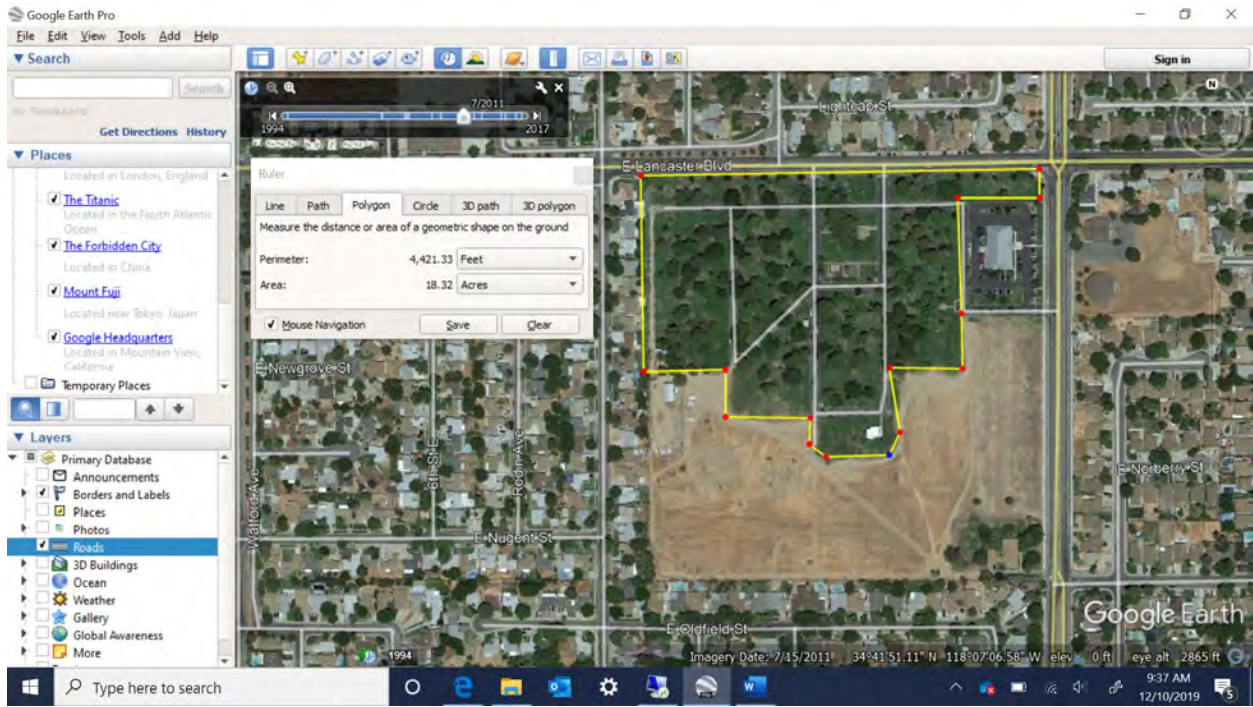 Google Earth Pro
File Edit View Tools Add Help
Search
Search
Get Directions History
Places
Located in London, England
The Titanic
Located in the North Atlantic
Ocean
The Forbidden City
Located in China
Mount Fuji
Located near Tokyo, Japan
Google Headquarters
Located in Mountain View,
California
Temporary Places
Layers
Primary Database
Announcements
Borders and Labels
Places
Photos
Roads
3D Buildings
Ocean
Weather
Gallery
Global Awareness
More
Sign in
7/2011
1994
2017
Ruler
Line Path Polygon Circle 3D path 3D polygon
Measure the distance or area of a geometric shape on the ground
Perimeter: 4,421.33 Feet
Area: 18.32 Acres
Mouse Navigation Save Clear
N
Lightcap St
E Lancaster Blvd
E Newgrove St
Watford Ave
6th St E
Rodin Ave
E Norberry St
E Nugent St
E Oldfield St
Google Earth
1994
Imagery Date: 7/15/2011 34°41'51.11" N 118°07'06.58" W elev 0 ft eye alt 2865 ft
Type here to search
9:37 AM
12/10/2019
5